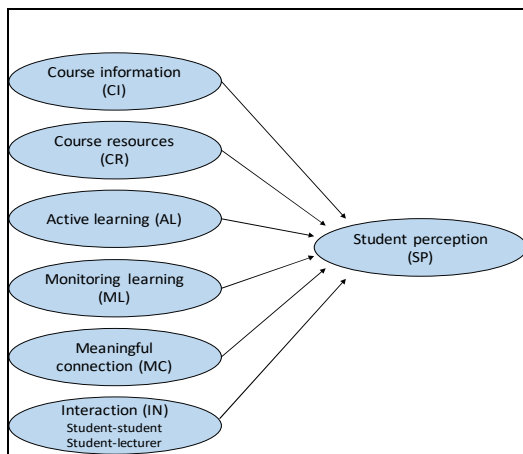 Course information
(CI)
Course resources
(CR)
Active learning (AL)
Student perception
(SP)
Monitoring learning
(ML)
Meaningful
connection (MC)
Interaction (IN)
Student-student
Student-lecturer